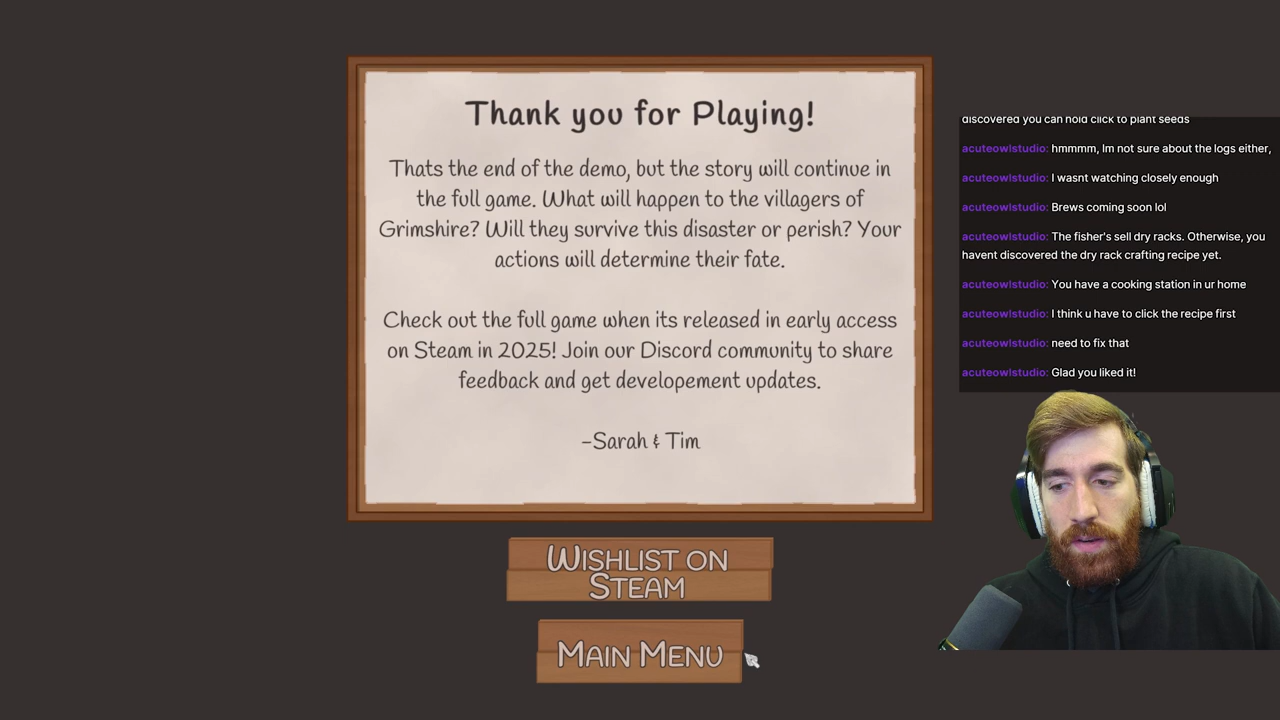 Thank you for Playing!
Thats the end of the demo, but the story will continue in
the full game. What will happen to the villagers of
Grimshire? Will they survive this disaster or perish? Your
actions will determine their fate.
Check out the full game when its released in early access
on Steam in 2025! Join our Discord community to share
feedback and get developement updates.
-Sarah & Tim
WISHLIST ON
STEAM
MAIN MENU
discovered you can hold click to plant seeds
acuteowlstudio: hmmmm, Im not sure about the logs either,
acuteowlstudio: I wasnt watching closely enough
acuteowlstudio: Brews coming soon lol
acuteowlstudio: The fisher's sell dry racks. Otherwise, you
havent discovered the dry rack crafting recipe yet.
acuteowlstudio: You have a cooking station in ur home
acuteowlstudio: I think u have to click the recipe first
acuteowlstudio: need to fix that
acuteowlstudio: Glad you liked it!